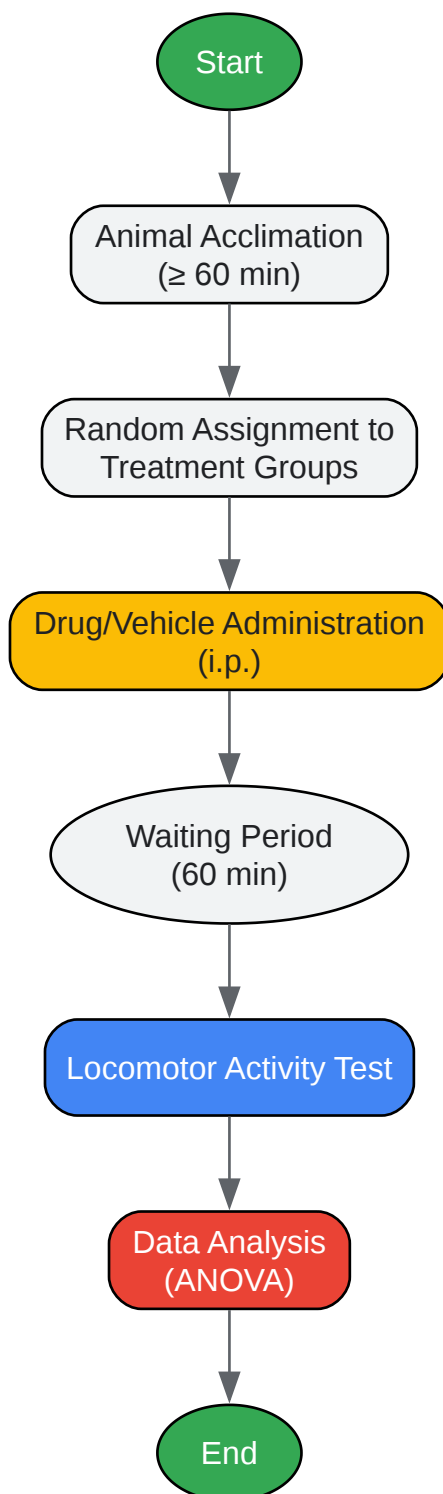 Start
Animal Acclimation
(≥ 60 min)
Random Assignment to
Treatment Groups
Drug/Vehicle Administration
(i.p.)
Waiting Period
(60 min)
Locomotor Activity Test
Data Analysis
(ANOVA)
End